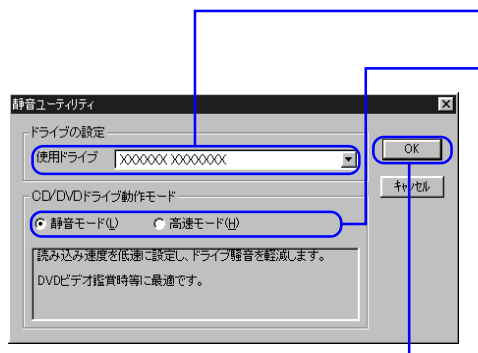 静音ユーティリティ
ドライブの設定
使用ドライブ XXXXXX XXXXXXX
OK
キャンセル
CD/DVDドライブ動作モード
静音モード(L) 高速モード(H)
読み込み速度を低速に設定し、ドライブ騒音を軽減します。
DVDビデオ鑑賞時等に最適です。